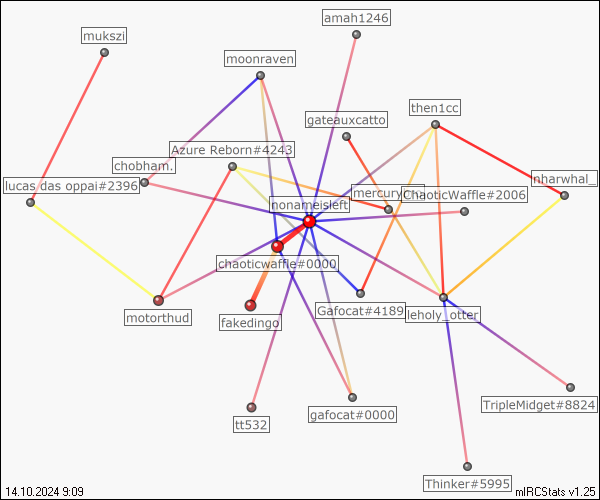 amah1246
mukszi
moonraven
then1cc
gateauxcatto
Azure Reborn#4243
chobham.
lucas das oppai#2396
nharwhal_
ChaoticWaffle#2006
nonameisleft
chaoticwaffle#0000
Gafocat#4189
leholy_otter
motorthud
fakedingo
TripleMidget#8824
gafocat#0000
tt532
Thinker#5995
14.10.2024 9:09
mIRCStats v1.25